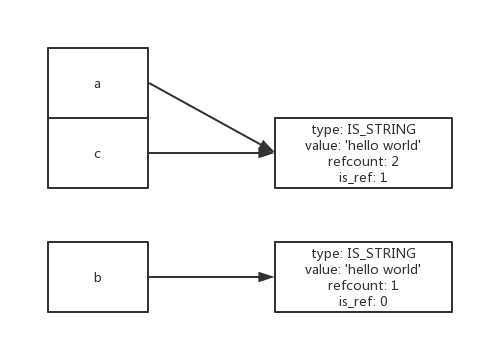 a
c
type: IS_STRING
value: 'hello world'
refcount: 2
is_ref: 1
b
type: IS_STRING
value: 'hello world'
refcount: 1
is_ref: 0